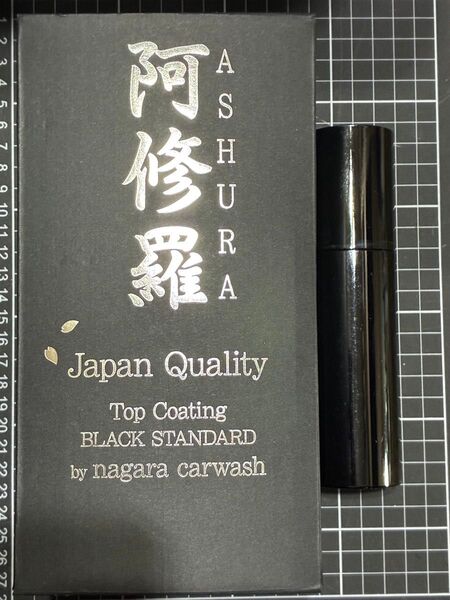 阿修羅
ASHURA
Japan Quality
Top Coating
BLACK STANDARD
by nagara carwash